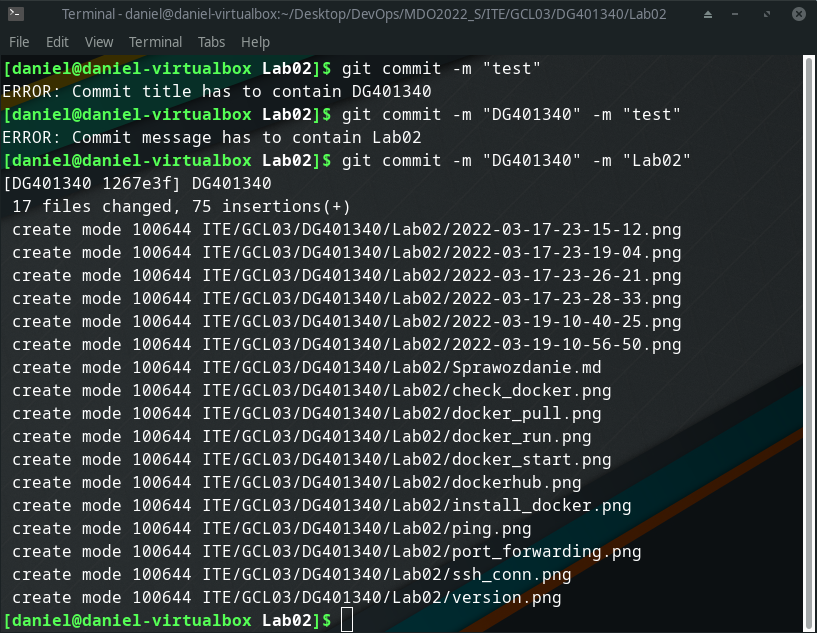 Terminal - daniel@daniel-virtualbox:~/Desktop/DevOps/MDO2022_S/ITE/GCL03/DG401340/Lab02
File Edit View Terminal Tabs Help
[daniel@daniel-virtualbox Lab02]$ git commit -m "test"
ERROR: Commit title has to contain DG401340
[daniel@daniel-virtualbox Lab02]$ git commit -m "DG401340" -m "test"
ERROR: Commit message has to contain Lab02
[daniel@daniel-virtualbox Lab02]$ git commit -m "DG401340" -m "Lab02"
[DG401340 1267e3f] DG401340
 17 files changed, 75 insertions(+)
 create mode 100644 ITE/GCL03/DG401340/Lab02/2022-03-17-23-15-12.png
 create mode 100644 ITE/GCL03/DG401340/Lab02/2022-03-17-23-19-04.png
 create mode 100644 ITE/GCL03/DG401340/Lab02/2022-03-17-23-26-21.png
 create mode 100644 ITE/GCL03/DG401340/Lab02/2022-03-17-23-28-33.png
 create mode 100644 ITE/GCL03/DG401340/Lab02/2022-03-19-10-40-25.png
 create mode 100644 ITE/GCL03/DG401340/Lab02/2022-03-19-10-56-50.png
 create mode 100644 ITE/GCL03/DG401340/Lab02/Sprawozdanie.md
 create mode 100644 ITE/GCL03/DG401340/Lab02/check_docker.png
 create mode 100644 ITE/GCL03/DG401340/Lab02/docker_pull.png
 create mode 100644 ITE/GCL03/DG401340/Lab02/docker_run.png
 create mode 100644 ITE/GCL03/DG401340/Lab02/docker_start.png
 create mode 100644 ITE/GCL03/DG401340/Lab02/dockerhub.png
 create mode 100644 ITE/GCL03/DG401340/Lab02/install_docker.png
 create mode 100644 ITE/GCL03/DG401340/Lab02/ping.png
 create mode 100644 ITE/GCL03/DG401340/Lab02/port_forwarding.png
 create mode 100644 ITE/GCL03/DG401340/Lab02/ssh_conn.png
 create mode 100644 ITE/GCL03/DG401340/Lab02/version.png
[daniel@daniel-virtualbox Lab02]$